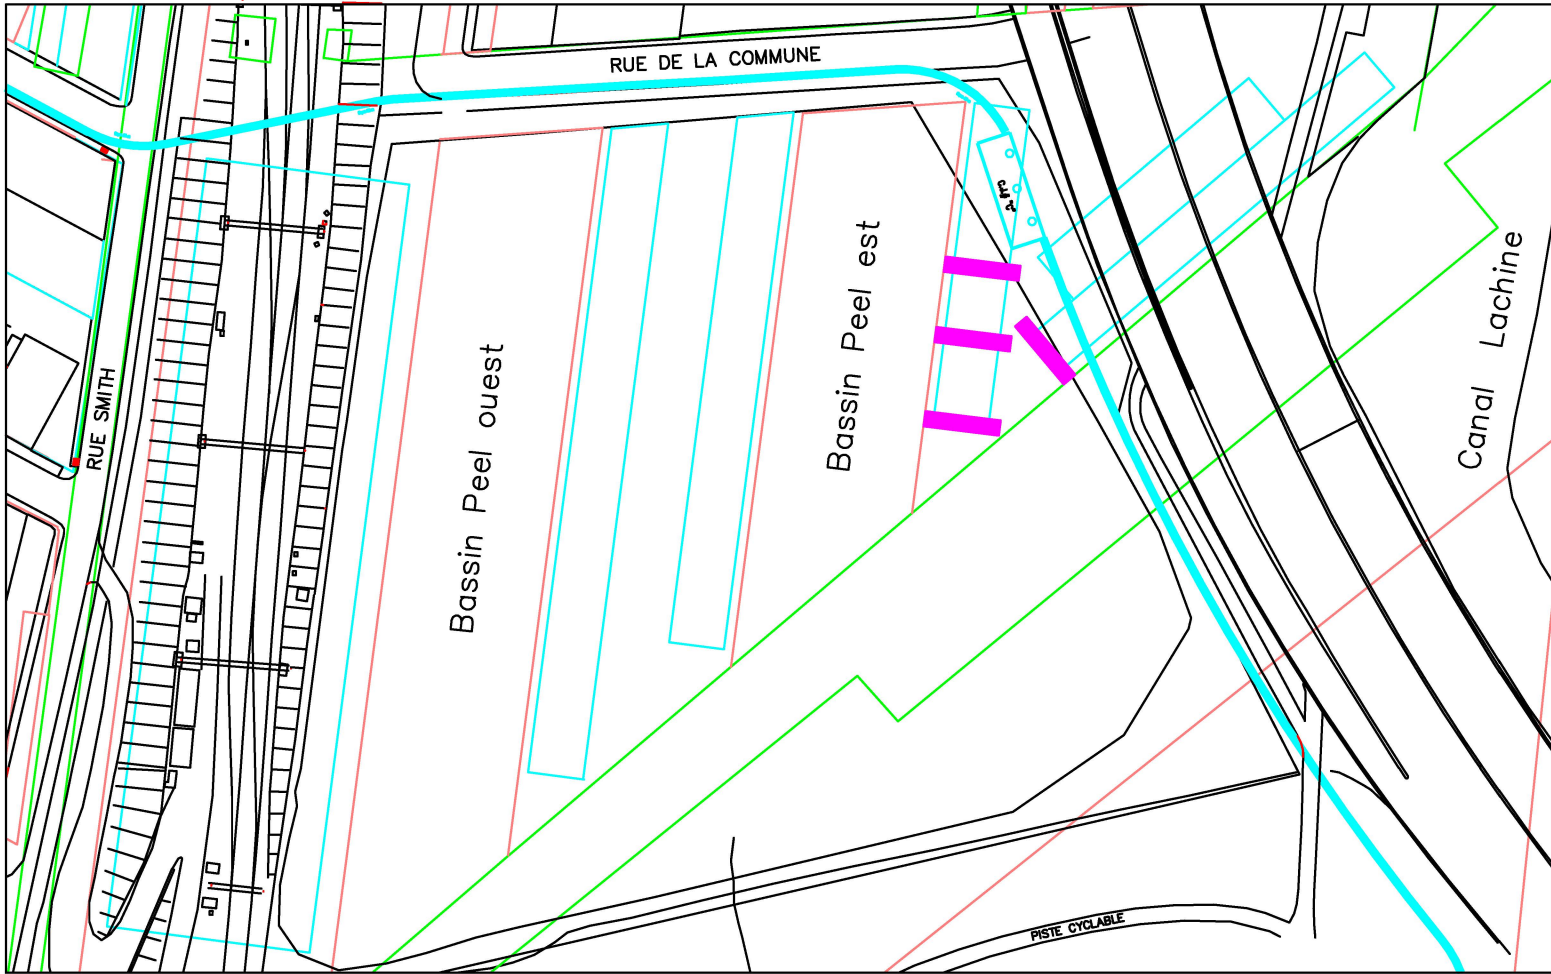 RUE DE LA COMMUNE
RUE SMITH
Bassin Peel ouest
Bassin Peel est
Canal Lachine
PISTE CYCLABLE